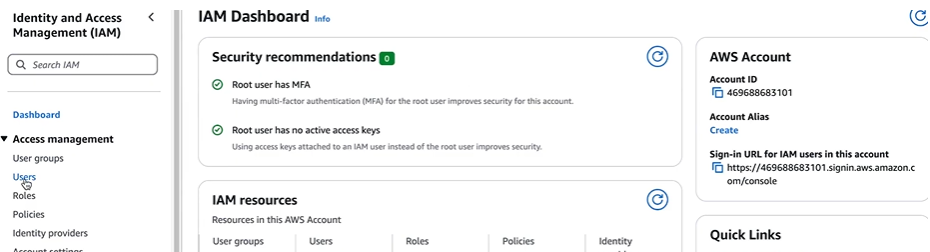 Identity and Access
Management (IAM)
Search IAM
Dashboard
Access management
User groups
Users
Roles
Policies
Identity providers
Account settings
IAM Dashboard Info
Security recommendations 0
Root user has MFA
Having multi-factor authentication (MFA) for the root user improves security for this account.
Root user has no active access keys
Using access keys attached to an IAM user instead of the root user improves security.
IAM resources
Resources in this AWS Account
User groups
Users
Roles
Policies
Identity
AWS Account
Account ID
469688683101
Account Alias
Create
Sign-in URL for IAM users in this account
https://469688683101.signin.aws.amazon.c
om/console
Quick Links